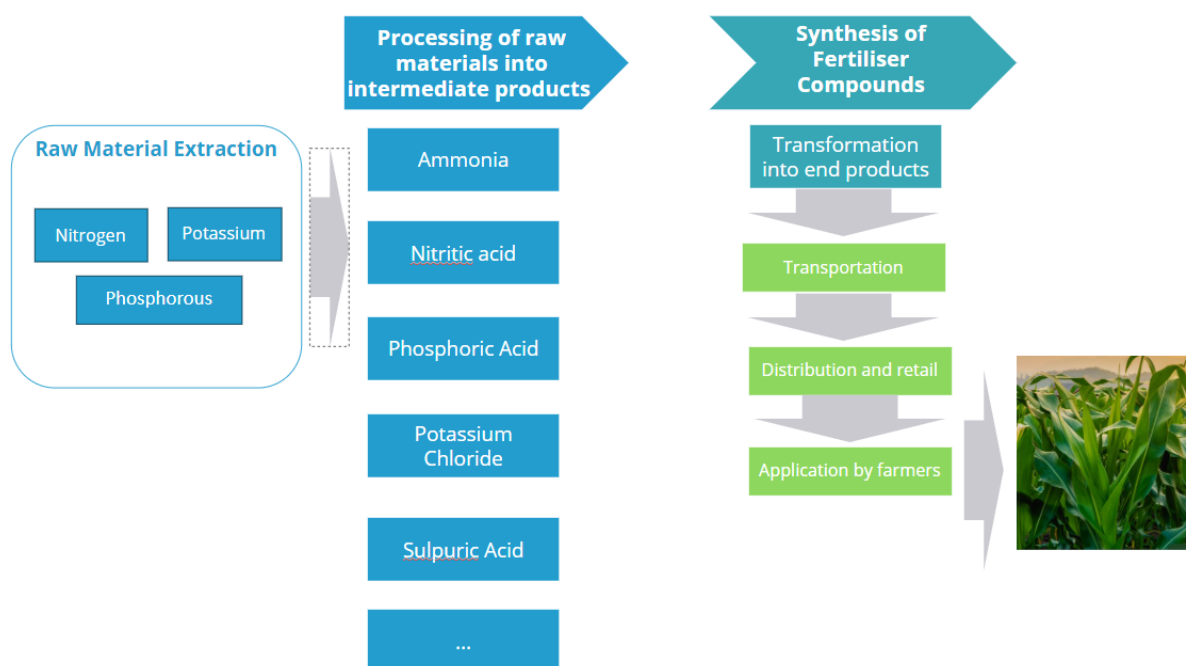 Processing of raw
materials into
intermediate products
Synthesis of
Fertiliser
Compounds
Raw Material Extraction
Nitrogen
Potassium
Phosphorous
Ammonia
Nitritic acid
Phosphoric Acid
Potassium
Chloride
Sulpuric Acid
...
Transformation
into end products
Transportation
Distribution and retail
Application by farmers